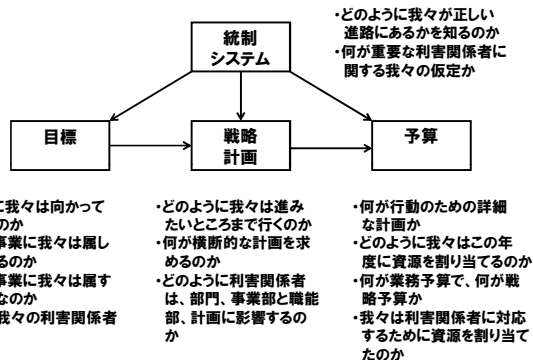 統制
システム
・どのように我々が正しい
進路にあるかを知るのか
・何が重要な利害関係者に
関する我々の仮定か
目標
戦略
計画
予算
に我々は向かって
のか
事業に我々は属し
るのか
事業に我々は属す
なのか
我々の利害関係者
・どのように我々は進み
たいところまで行くのか
・何が横断的な計画を求
めるのか
・どのように利害関係者
は、部門、事業部と職能
部、計画に影響するの
か
・何が行動のための詳細
な計画か
・どのように我々はこの年
度に資源を割り当てるのか
・何が業務予算で、何が戦
略予算か
・我々は利害関係者に対応
するために資源を割り当て
たのか